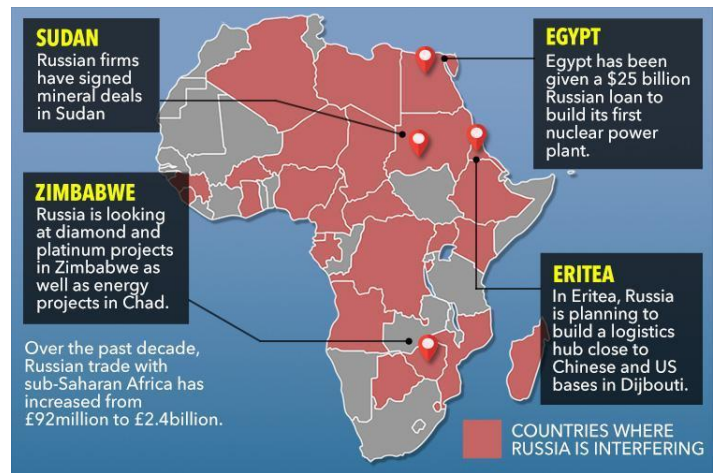 SUDAN
Russian firms
have signed
mineral deals
in Sudan
EGYPT
Egypt has been
given a $25 billion
Russian loan to
build its first
nuclear power
plant.
ZIMBABWE
Russia is looking
at diamond and
platinum projects
in Zimbabwe as
well as energy
projects in Chad.
ERITEA
In Eritea, Russia
is planning to
build a logistics
hub close to
Chinese and US
bases in Dijbouti.
Over the past decade,
Russian trade with
sub-Saharan Africa has
increased from
£92million to £2.4billion.
COUNTRIES WHERE
RUSSIA IS INTERFERING